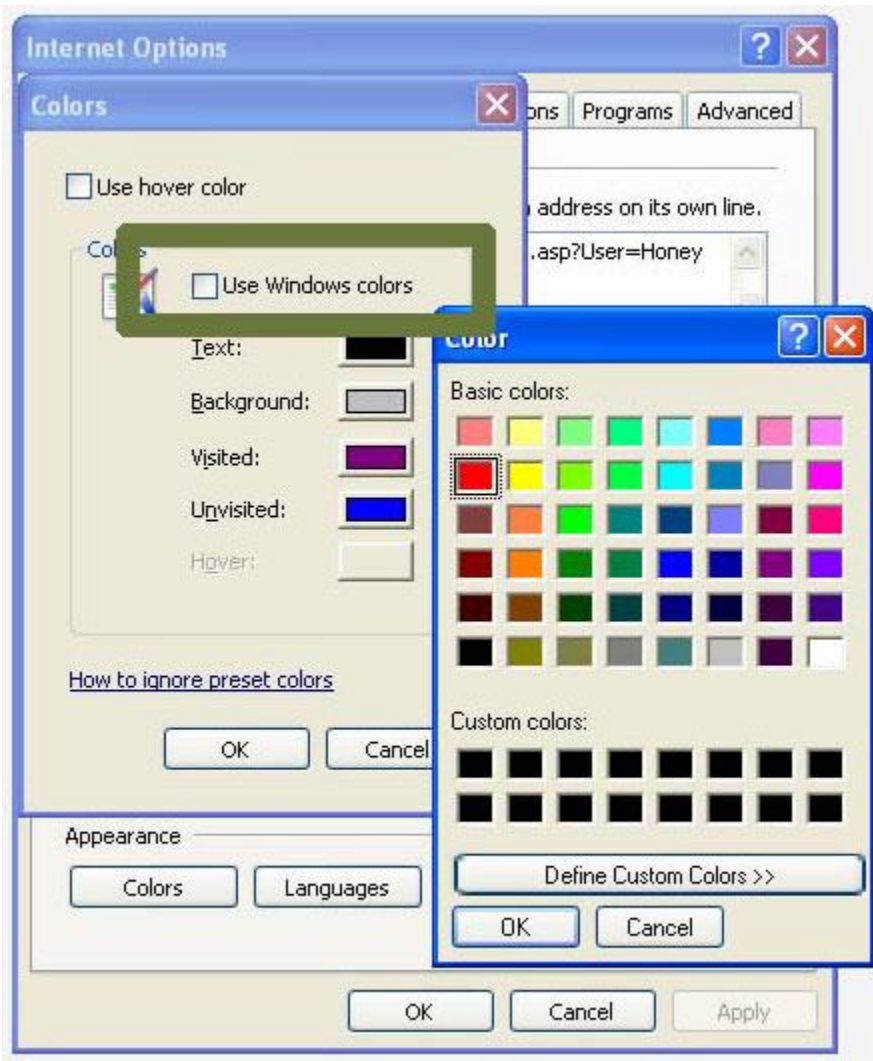 Internet Options
Colors
ons Programs Advanced
Use hover color
address on its own line.
Colors
.asp?User=Honey
Use Windows colors
Text:
Color
Background:
Basic colors:
Visited:
Unvisited:
Hover:
How to ignore preset colors
Custom colors:
OK Cancel
Appearance
Colors Languages
Define Custom Colors >>
OK Cancel
OK Cancel Apply